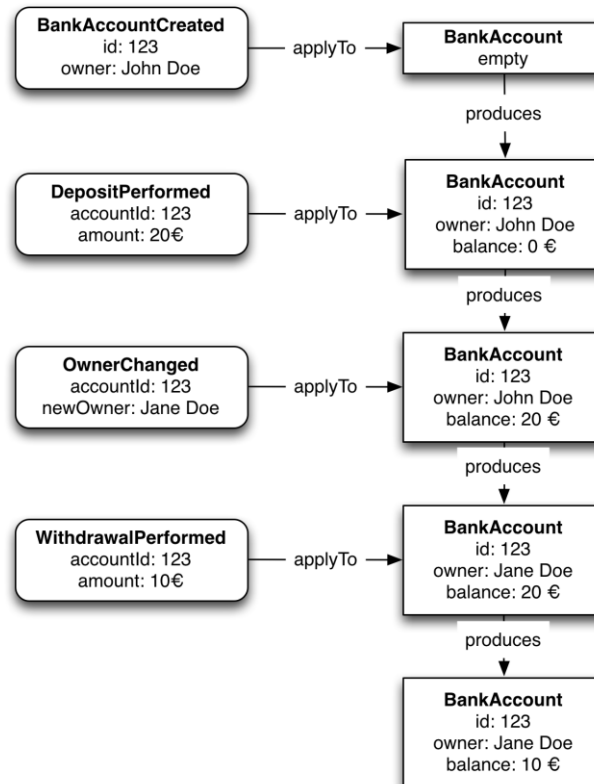 BankAccountCreated
id: 123
owner: John Doe
applyTo
BankAccount
empty
produces
DepositPerformed
accountId: 123
amount: 20€
applyTo
BankAccount
id: 123
owner: John Doe
balance: 0 €
produces
OwnerChanged
accountId: 123
newOwner: Jane Doe
applyTo
BankAccount
id: 123
owner: John Doe
balance: 20 €
produces
WithdrawalPerformed
accountId: 123
amount: 10€
applyTo
BankAccount
id: 123
owner: Jane Doe
balance: 20 €
produces
BankAccount
id: 123
owner: Jane Doe
balance: 10 €